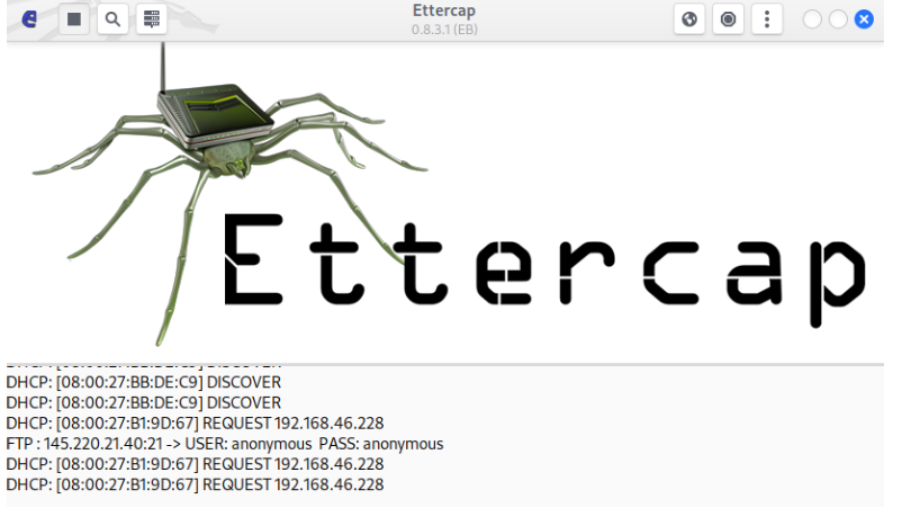 Ettercap
0.8.3.1 (EB)
Ettercap
DHCP: [08:00:27:BB:DE:C9] DISCOVER
DHCP: [08:00:27:BB:DE:C9] DISCOVER
DHCP: [08:00:27:B1:9D:67] REQUEST 192.168.46.228
FTP : 145.220.21.40:21 -> USER: anonymous PASS: anonymous
DHCP: [08:00:27:B1:9D:67] REQUEST 192.168.46.228
DHCP: [08:00:27:B1:9D:67] REQUEST 192.168.46.228